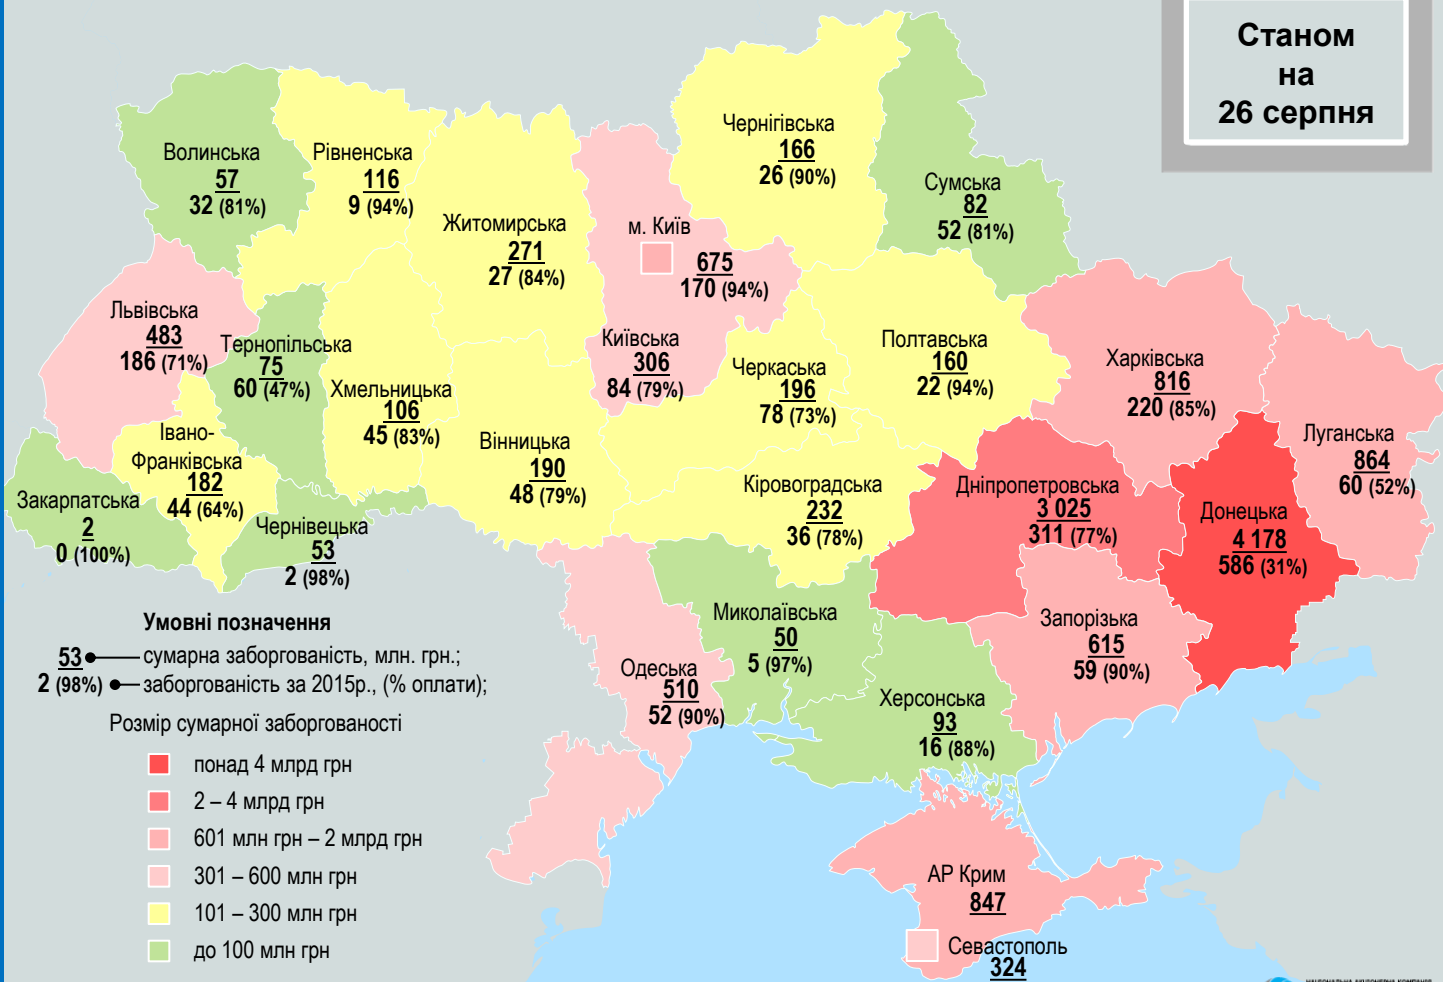 Станом
на
26 серпня
Волинська
57
32 (81%)
Рівненська
116
9 (94%)
Житомирська
271
27 (84%)
м. Київ
675
170 (94%)
Київська
306
84 (79%)
Чернігівська
166
26 (90%)
Сумська
82
52 (81%)
Львівська
483
186 (71%)
Тернопільська
75
60 (47%)
Хмельницька
106
45 (83%)
Вінницька
190
48 (79%)
Черкаська
196
78 (73%)
Полтавська
160
22 (94%)
Харківська
816
220 (85%)
Луганська
864
60 (52%)
Івано-
Франківська
182
44 (64%)
Закарпатська
2
0 (100%)
Чернівецька
53
2 (98%)
Кіровоградська
232
36 (78%)
Дніпропетровська
3 025
311 (77%)
Донецька
4 178
586 (31%)
Запорізька
615
59 (90%)
Миколаївська
50
5 (97%)
Одеська
510
52 (90%)
Херсонська
93
16 (88%)
АР Крим
847
Севастополь
324
Умовні позначення
53 сумарна заборгованість, млн. грн.;
2 (98%) заборгованість за 2015р., (% оплати);
Розмір сумарної заборгованості
понад 4 млрд грн
2 – 4 млрд грн
601 млн грн – 2 млрд грн
301 – 600 млн грн
101 – 300 млн грн
до 100 млн грн